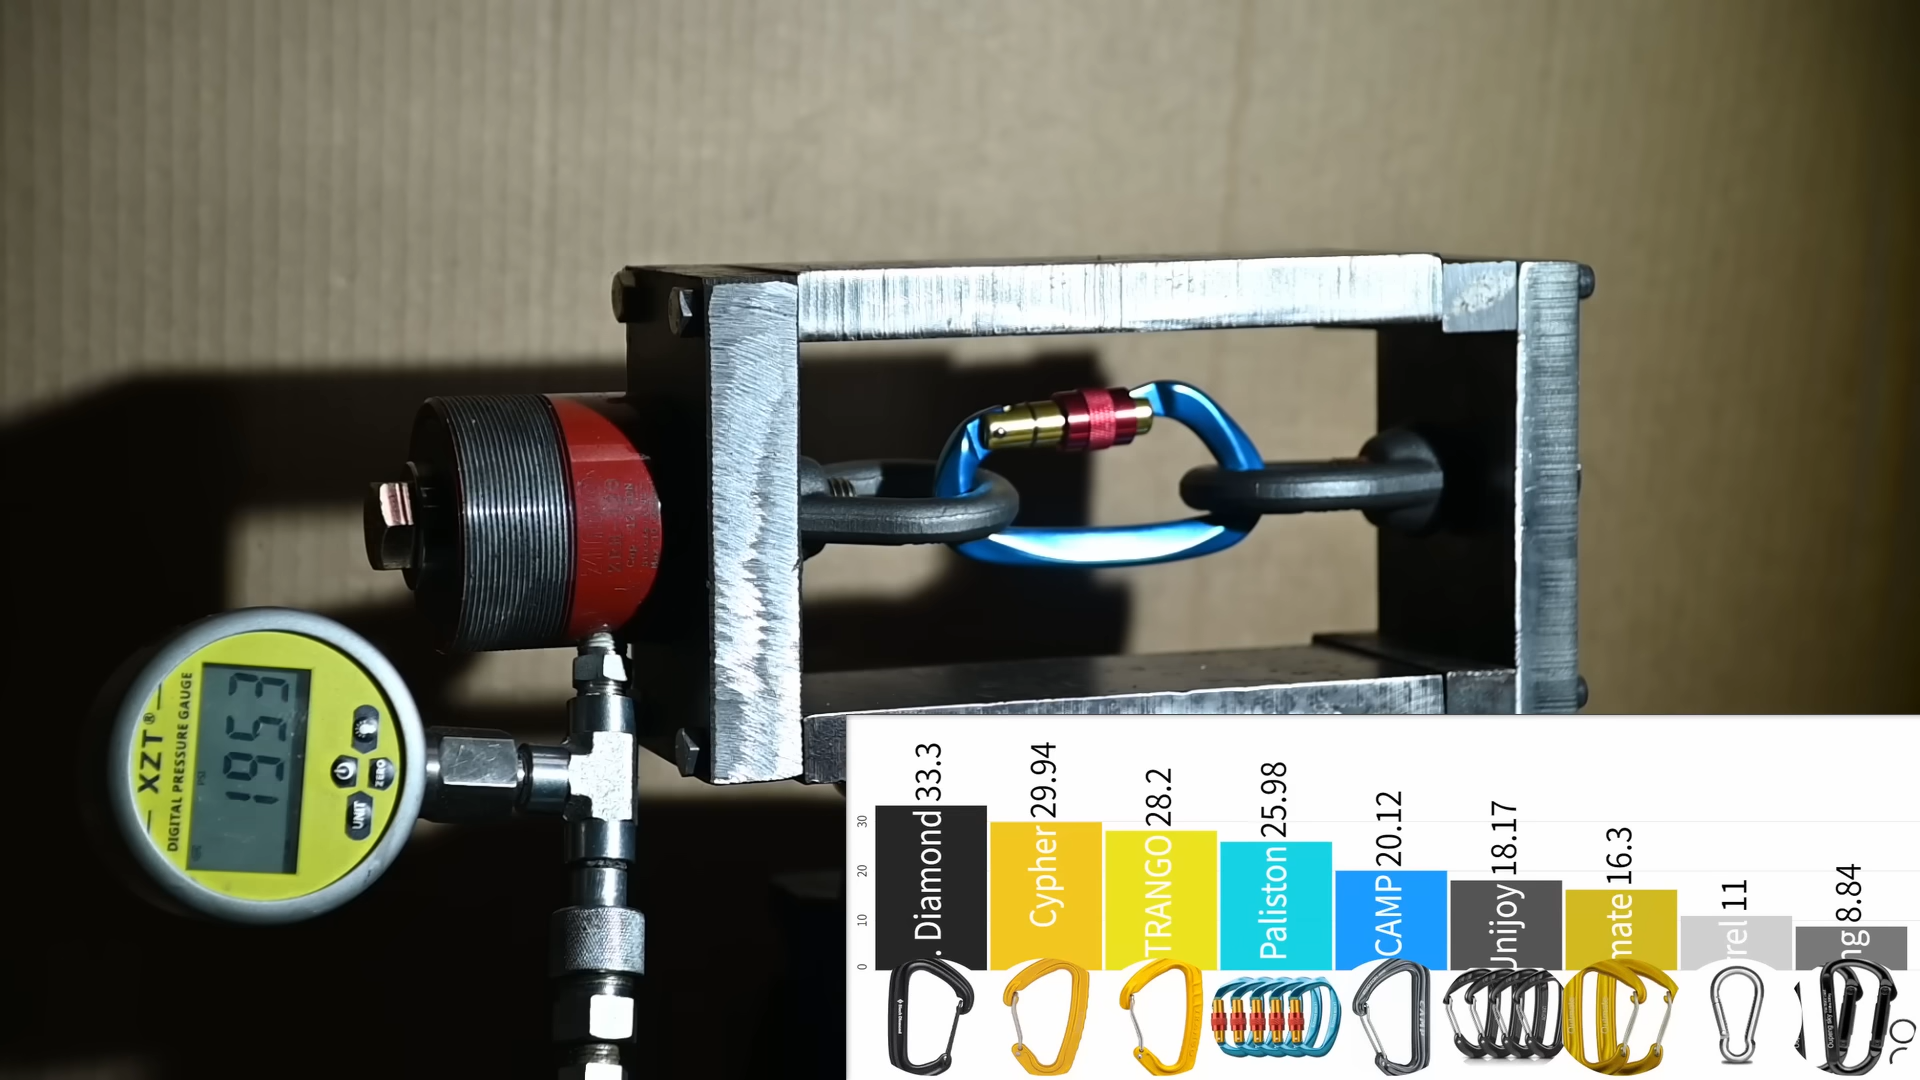 XZT®
DIGITAL PRESSURE GAUGE
1953
PSI
UNIT
ZERO
30
20
10
0
. Diamond 33.3
Cypher 29.94
TRANGO 28.2
Paliston 25.98
CAMP 20.12
Unijoy 18.17
mate 16.3
rel 11
ng 8.84